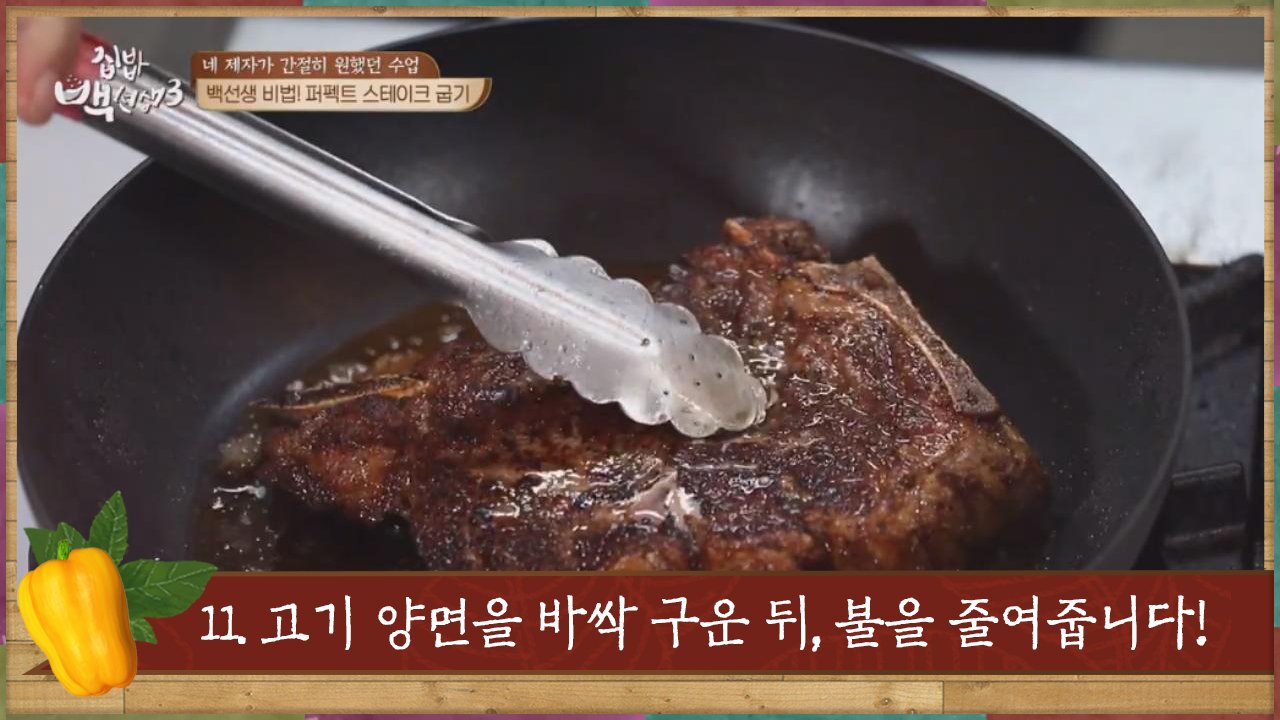 집밥
백선생3
네 제자가 간절히 원했던 수업
백선생 비법! 퍼펙트 스테이크 굽기
11. 고기 양면을 바싹 구운 뒤, 불을 줄여줍니다!